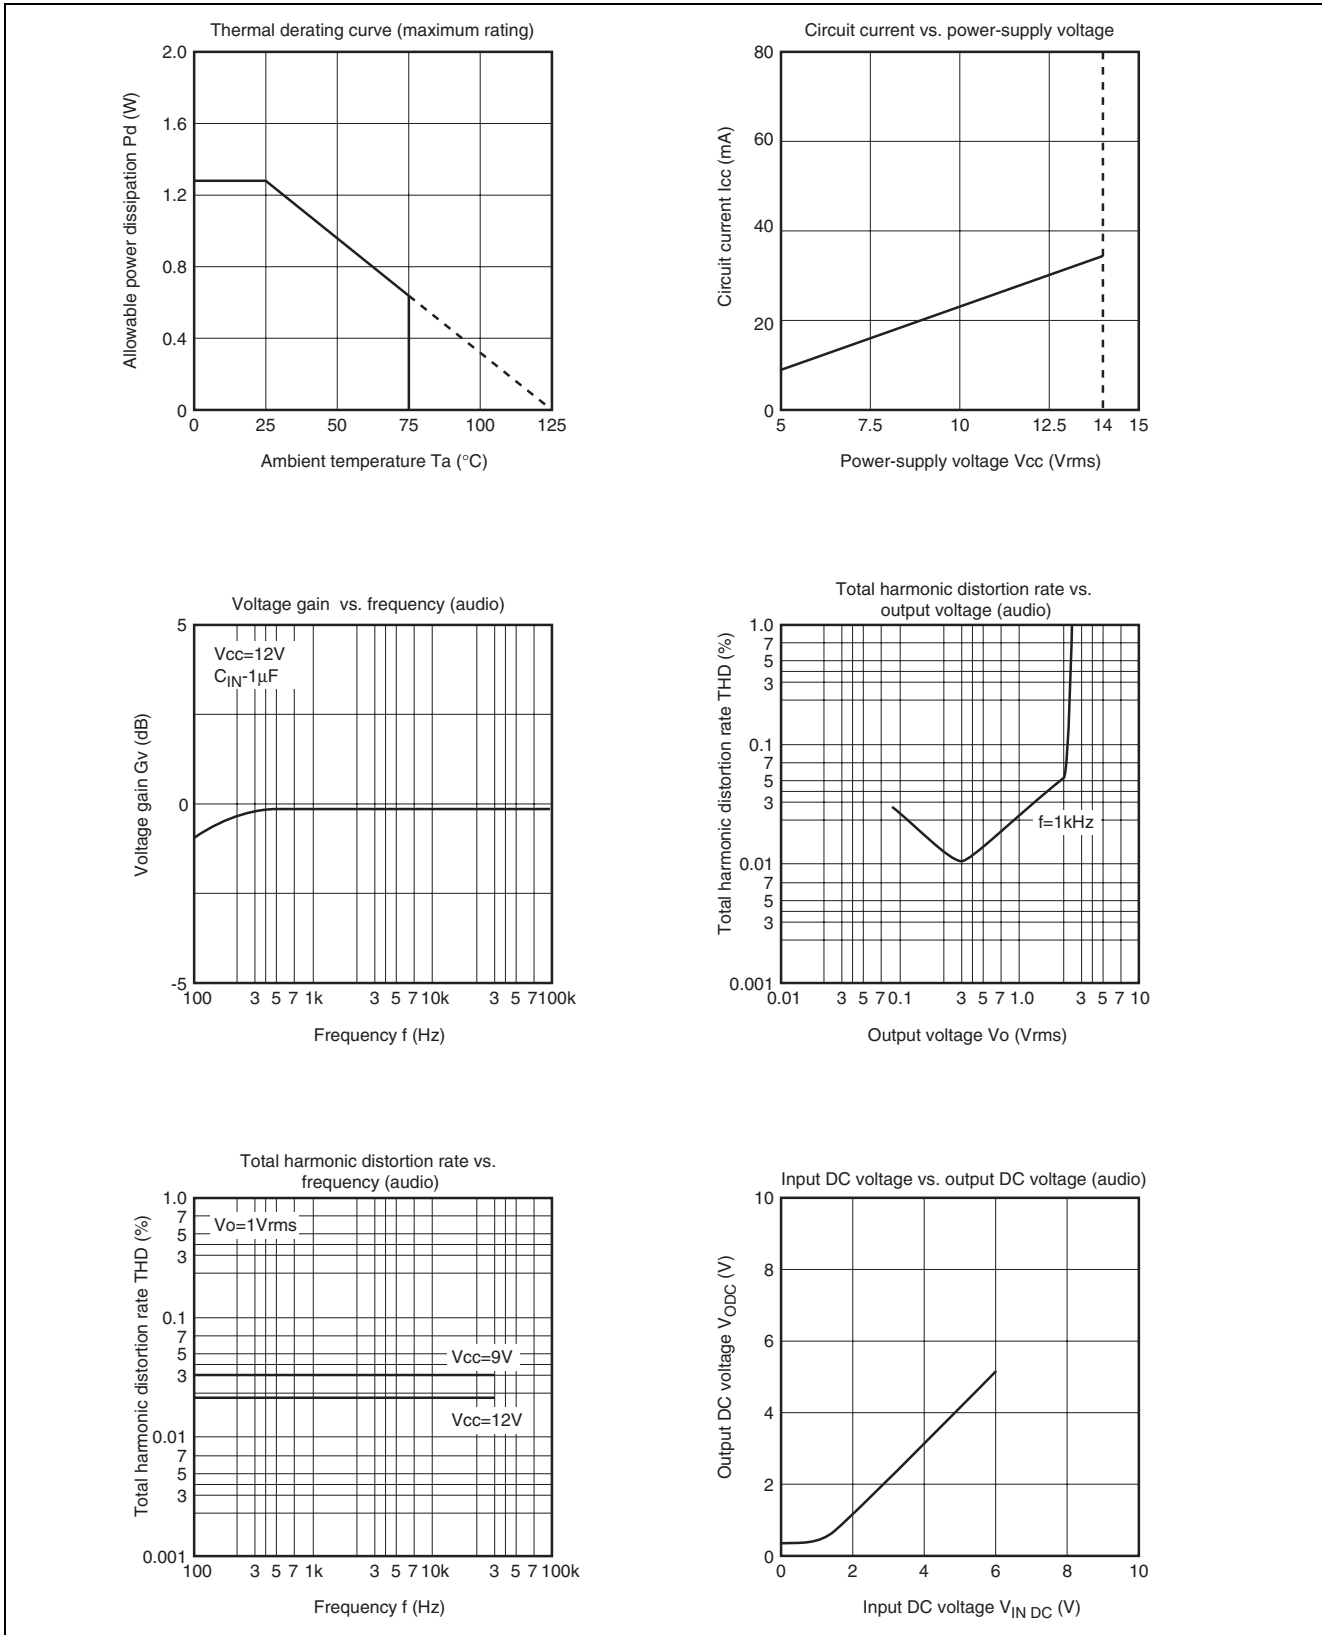 Thermal derating curve (maximum rating)
2.0
1.6
1.2
0.8
0.4
0
0 25 50 75 100 125
Allowable power dissipation Pd (W)
Ambient temperature Ta (°C)
Circuit current vs. power-supply voltage
80
60
40
20
0
5 7.5 10 12.5 14 15
Circuit current Icc (mA)
Power-supply voltage Vcc (Vrms)
Voltage gain vs. frequency (audio)
5
0
-5
Vcc=12V
CIN-1μF
100 3 5 7 1k 3 5 7 10k 3 5 7 100k
Voltage gain Gv (dB)
Frequency f (Hz)
Total harmonic distortion rate vs.
output voltage (audio)
1.0
7
5
3
0.1
7
5
3
0.01
7
5
3
0.001
f=1kHz
0.01 3 5 7 0.1 3 5 7 1.0 3 5 7 10
Total harmonic distortion rate THD (%)
Output voltage Vo (Vrms)
Total harmonic distortion rate vs.
frequency (audio)
1.0
7
5
3
0.1
7
5
3
0.01
7
5
3
0.001
Vo=1Vrms
Vcc=9V
Vcc=12V
100 3 5 7 1k 3 5 7 10k 3 5 7 100k
Total harmonic distortion rate THD (%)
Frequency f (Hz)
Input DC voltage vs. output DC voltage (audio)
10
8
6
4
2
0
0 2 4 6 8 10
Output DC voltage VODC (V)
Input DC voltage VIN DC (V)